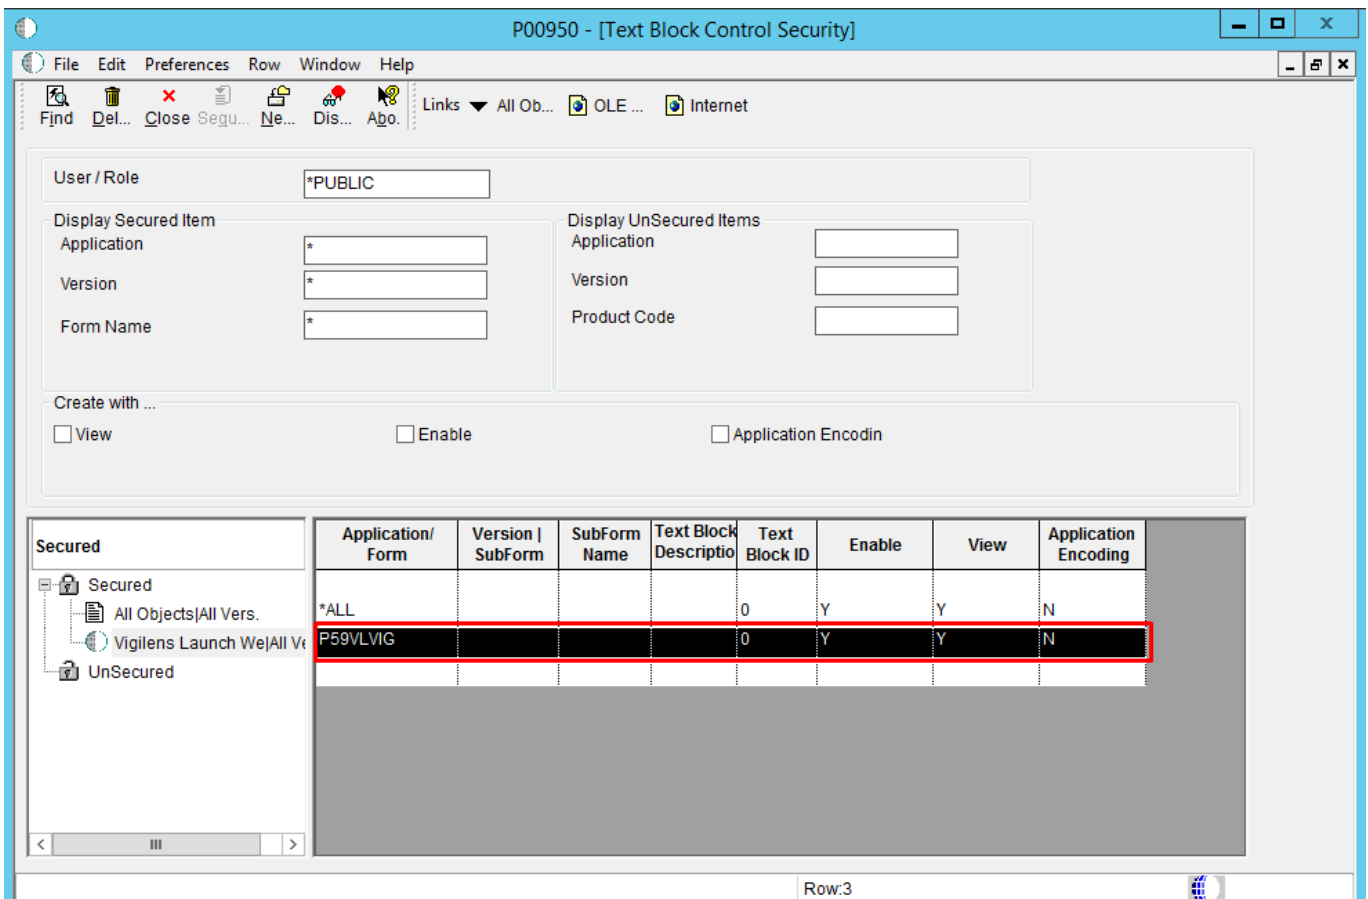 P00950 - [Text Block Control Security]
File Edit Preferences Row Window Help
Find Del... Close Sequ... Ne... Dis... Abo. Links All Ob... OLE ... Internet
User / Role *PUBLIC
Display Secured Item
Application *
Version *
Form Name *
Display UnSecured Items
Application
Version
Product Code
Create with ...
View Enable Application Encodin
Secured
Secured
All Objects|All Vers.
Vigilens Launch We|All Ve
UnSecured
Application/ Version | SubForm Text Block Text Enable View Application
Form SubForm Name Descriptio Block ID Encoding
*ALL 0 Y Y N
P59VLVIG 0 Y Y N
Row:3